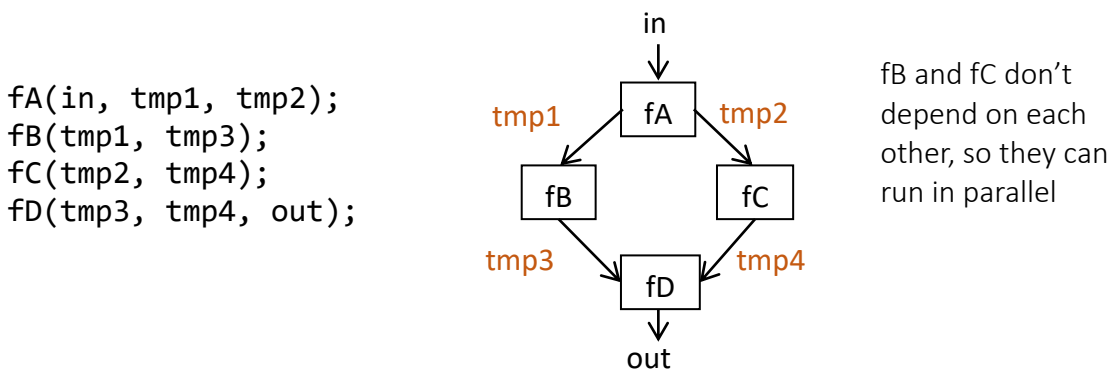 fA(in, tmp1, tmp2);
fB(tmp1, tmp3);
fC(tmp2, tmp4);
fD(tmp3, tmp4, out);
in
tmp1
fA
tmp2
fB
fC
tmp3
fD
tmp4
out
fB and fC don’t
depend on each
other, so they can
run in parallel